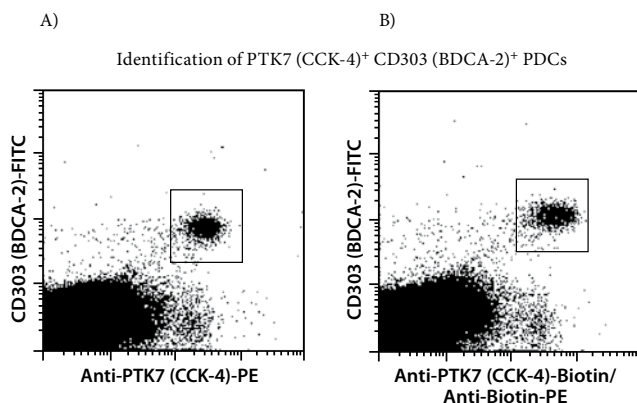 A)
B)
Identification of PTK7 (CCK-4)+ CD303 (BDCA-2)+ PDCs
CD303 (BDCA-2)-FITC
Anti-PTK7 (CCK-4)-PE
CD303 (BDCA-2)-FITC
Anti-PTK7 (CCK-4)-Biotin/
Anti-Biotin-PE